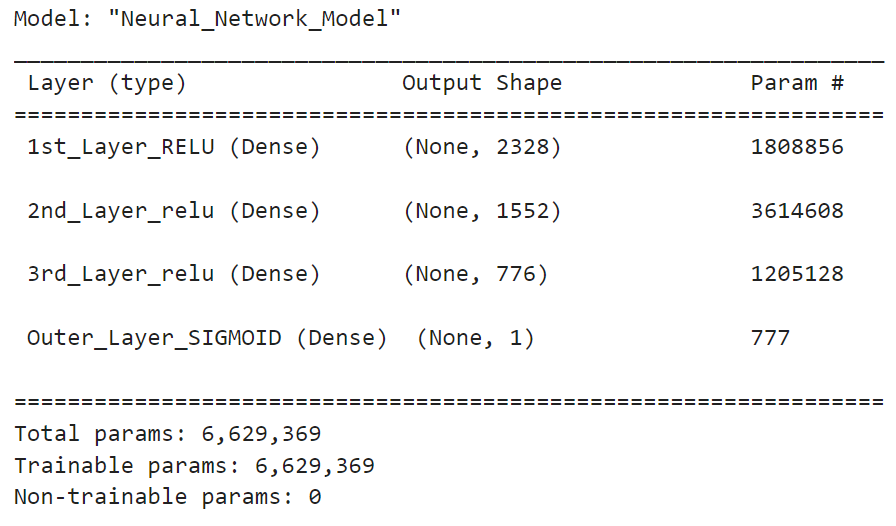 Model: "Neural_Network_Model"
_________________________________________________________________
Layer (type) Output Shape Param #
=================================================================
1st_Layer_RELU (Dense) (None, 2328) 1808856
2nd_Layer_relu (Dense) (None, 1552) 3614608
3rd_Layer_relu (Dense) (None, 776) 1205128
Outer_Layer_SIGMOID (Dense) (None, 1) 777
=================================================================
Total params: 6,629,369
Trainable params: 6,629,369
Non-trainable params: 0